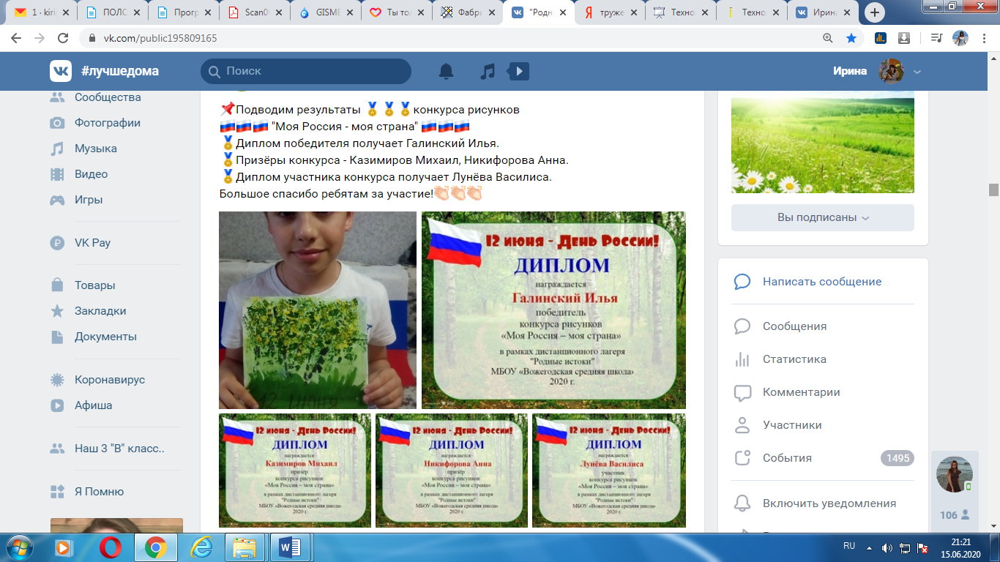 1 · kiri
ПОЛС
Прогр
Scan0
GISME
Ты тол
Фабри
"Родн
труже
Техно
Техно
Ирина
vk.com/public195809165
#лучшедома
Поиск
Ирина
Сообщества
Фотографии
Музыка
Видео
Игры
VK Pay
Товары
Закладки
Документы
Коронавирус
Афиша
Наш 3 "В" класс..
Я Помню
📌Подводим результаты 🏅🏅🏅конкурса рисунков
🇷🇺🇷🇺🇷🇺 "Моя Россия - моя страна" 🇷🇺🇷🇺🇷🇺
🏅Диплом победителя получает Галинский Илья.
🏅Призёры конкурса - Казимиров Михаил, Никифорова Анна.
🏅Диплом участника конкурса получает Лунёва Василиса.
Большое спасибо ребятам за участие!👏🏻👏🏻👏🏻
12 ИЮНЯ
12 июня - День России!
ДИПЛОМ
награждается
Галинский Илья
победитель
конкурса рисунков
«Моя Россия – моя страна»
в рамках дистанционного лагеря
"Родные истоки"
МБОУ «Вожегодская средняя школа»
2020 г.
12 июня - День России!
ДИПЛОМ
награждается
Казимиров Михаил
призёр
конкурса рисунков
«Моя Россия – моя страна»
в рамках дистанционного лагеря
"Родные истоки"
МБОУ «Вожегодская средняя школа»
2020 г.
12 июня - День России!
ДИПЛОМ
награждается
Никифорова Анна
призёр
конкурса рисунков
«Моя Россия – моя страна»
в рамках дистанционного лагеря
"Родные истоки"
МБОУ «Вожегодская средняя школа»
2020 г.
12 июня - День России!
ДИПЛОМ
награждается
Лунёва Василиса
участник
конкурса рисунков
«Моя Россия – моя страна»
в рамках дистанционного лагеря
"Родные истоки"
МБОУ «Вожегодская средняя школа»
2020 г.
Вы подписаны
Написать сообщение
Сообщения
Статистика
Комментарии
Участники
События 1495
Включить уведомления
106
RU
21:21
15.06.2020